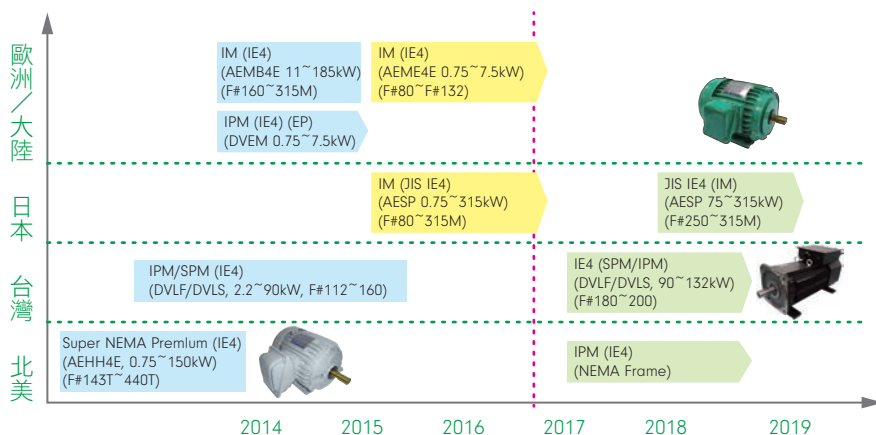 歐洲／大陸
IM (IE4)
(AEMB4E 11~185kW)
(F#160~315M)
IM (IE4)
(AEME4E 0.75~7.5kW)
(F#80~F#132)
IPM (IE4) (EP)
(DVEM 0.75~7.5kW)
日本
IM (JIS IE4)
(AESP 0.75~315kW)
(F#80~315M)
JIS IE4 (IM)
(AESP 75~315kW)
(F#250~315M)
台灣
IPM/SPM (IE4)
(DVLF/DVLS, 2.2~90kW, F#112~160)
IE4 (SPM/IPM)
(DVLF/DVLS, 90~132kW)
(F#180~200)
北美
Super NEMA Premlum (IE4)
(AEHH4E, 0.75~150kW)
(F#143T~440T)
IPM (IE4)
(NEMA Frame)
2014 2015 2016 2017 2018 2019